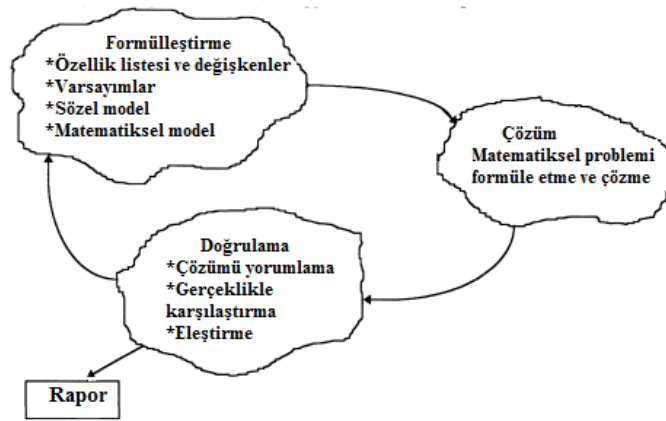 Formülleştirme
*Özellik listesi ve değişkenler
*Varsayımlar
*Sözel model
*Matematiksel model
Çözüm
Matematiksel problemi
formüle etme ve çözme
Doğrulama
*Çözümü yorumlama
*Gerçeklikle
karşılaştırma
*Eleştirme
Rapor